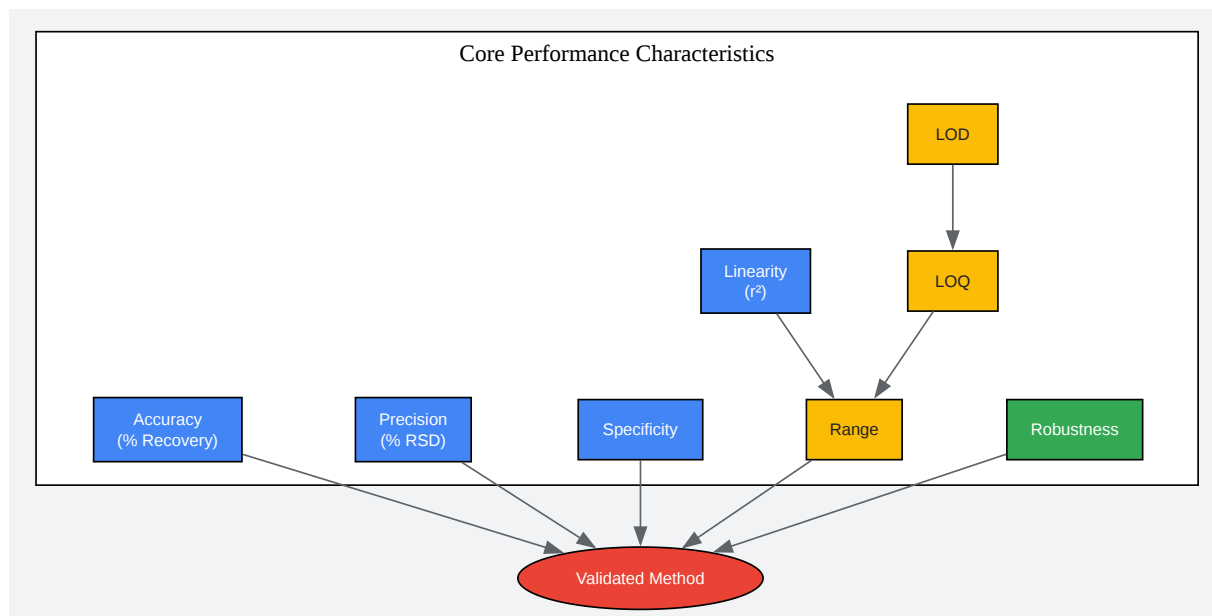 Core Performance Characteristics
LOD
Linearity
(r²)
LOQ
Accuracy
(% Recovery)
Precision
(% RSD)
Specificity
Range
Robustness
Validated Method